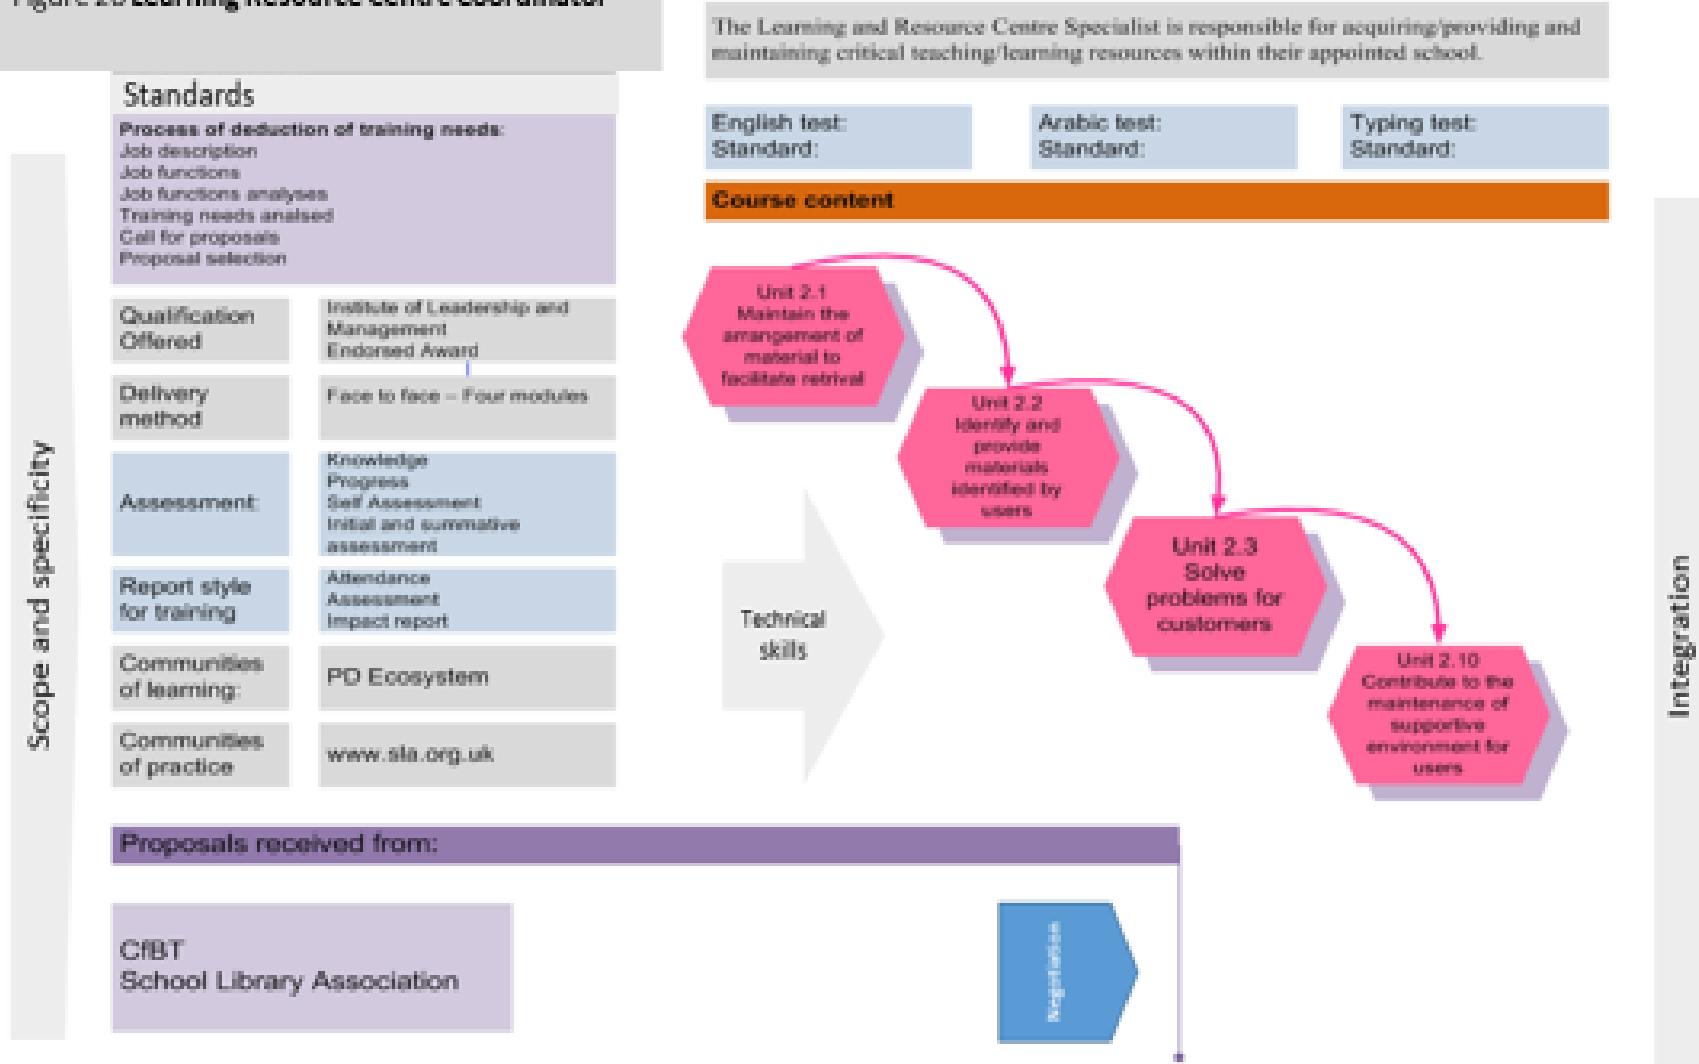 Learning Resource Centre Coordinator
The Learning and Resource Centre Specialist is responsible for acquiring/providing and
maintaining critical teaching/learning resources within their appointed school.
Standards
Process of deduction of training needs:
Job description
Job functions
Job functions analyses
Training needs analsed
Call for proposals
Proposal selection
English test:
Standard:
Arabic test:
Standard:
Typing test:
Standard:
Course content
Scope and specificity
Qualification
Offered
Institute of Leadership and
Management
Endorsed Award
Delivery
method
Face to face – Four modules
Assessment:
Knowledge
Progress
Self Assessment
Initial and summative
assessment
Report style
for training
Attendance
Assessment
Impact report
Communities
of learning:
PD Ecosystem
Communities
of practice
www.sla.org.uk
Technical
skills
Unit 2.1
Maintain the
arrangement of
material to
facilitate retrival
Unit 2.2
Identify and
provide
materials
identified by
users
Unit 2.3
Solve
problems for
customers
Unit 2.10
Contribute to the
maintenance of
supportive
environment for
users
Integration
Proposals received from:
CfBT
School Library Association
Negotiation